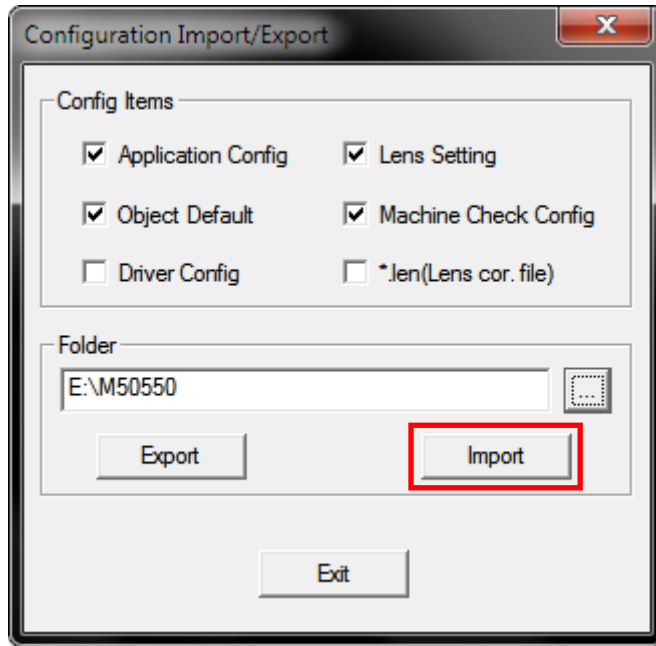 Configuration Import/Export
Config Items
Application Config
Lens Setting
Object Default
Machine Check Config
Driver Config
*.len(Lens cor. file)
Folder
E:\M50550
...
Export
Import
Exit